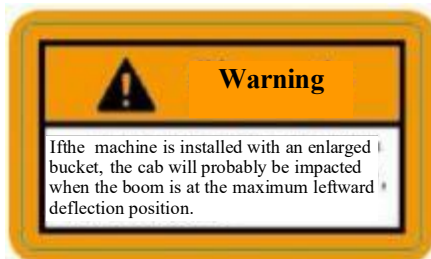 Warning
Ifthe machine is installed with an enlarged
bucket, the cab will probably be impacted
when the boom is at the maximum leftward
deflection position.